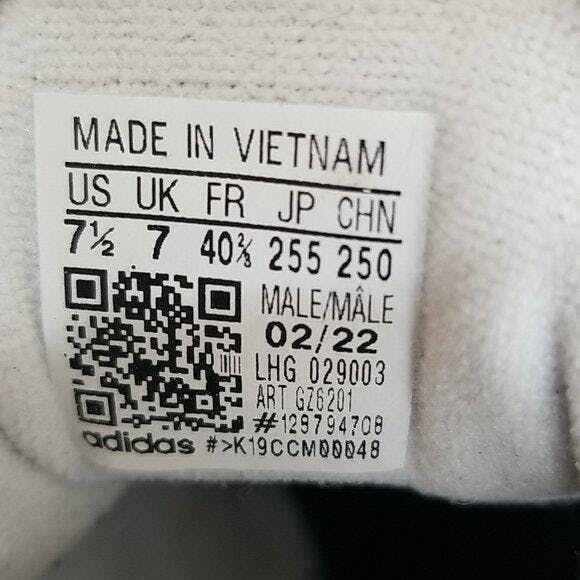 MADE IN VIETNAM
US UK FR JP CHN
7½ 7 40⅔ 255 250
MALE/MÂLE
02/22
LHG 029003
ART GZ6201
#129794708
adidas #>K19CCM00048